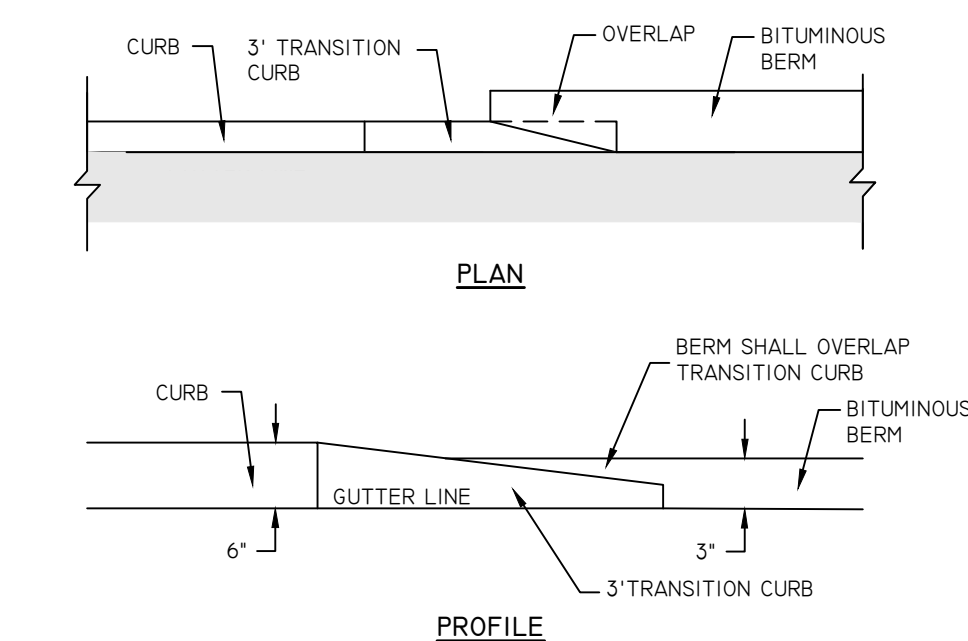 CURB
3' TRANSITION
CURB
OVERLAP
BITUMINOUS
BERM
PLAN
BERM SHALL OVERLAP
TRANSITION CURB
CURB
BITUMINOUS
BERM
GUTTER LINE
6"
3"
3'TRANSITION CURB
PROFILE